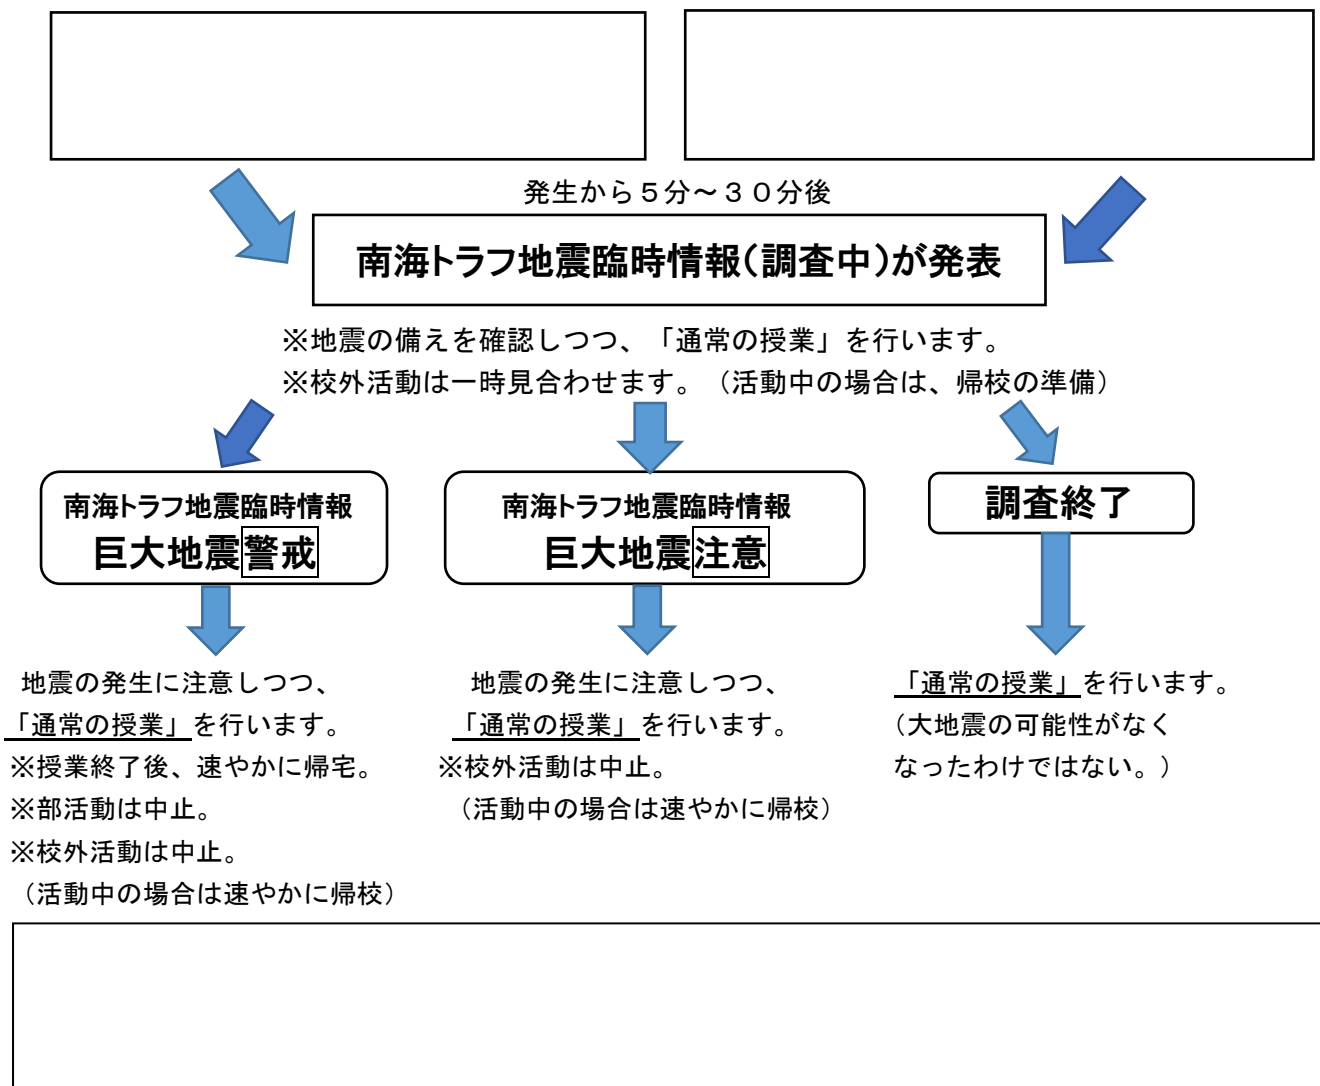 発生から５分～３０分後
南海トラフ地震臨時情報（調査中）が発表
※地震の備えを確認しつつ、「通常の授業」を行います。
※校外活動は一時見合わせます。（活動中の場合は、帰校の準備）
南海トラフ地震臨時情報
巨大地震警戒
地震の発生に注意しつつ、
「通常の授業」を行います。
※授業終了後、速やかに帰宅。
※部活動は中止。
※校外活動は中止。
（活動中の場合は速やかに帰校）
南海トラフ地震臨時情報
巨大地震注意
地震の発生に注意しつつ、
「通常の授業」を行います。
※校外活動は中止。
（活動中の場合は速やかに帰校）
調査終了
「通常の授業」を行います。
（大地震の可能性がなく
なったわけではない。）